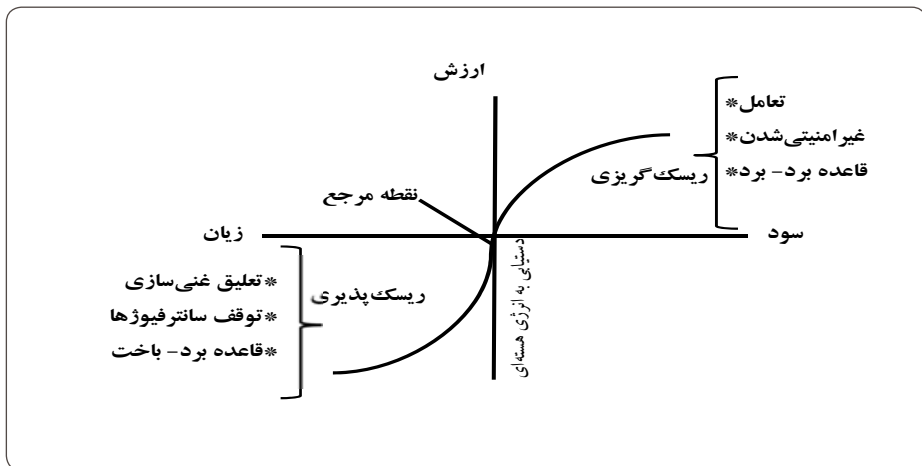 ارزش
تعامل*
غیرامنیتی‌شدن*
قاعده برد- برد*
ریسک‌گریزی
نقطه مرجع
سود
زیان
دستیابی به انرژی هسته‌ای
ریسک‌پذیری
*تعلیق غنی‌سازی
*توقف سانترفیوژها
*قاعده برد- باخت